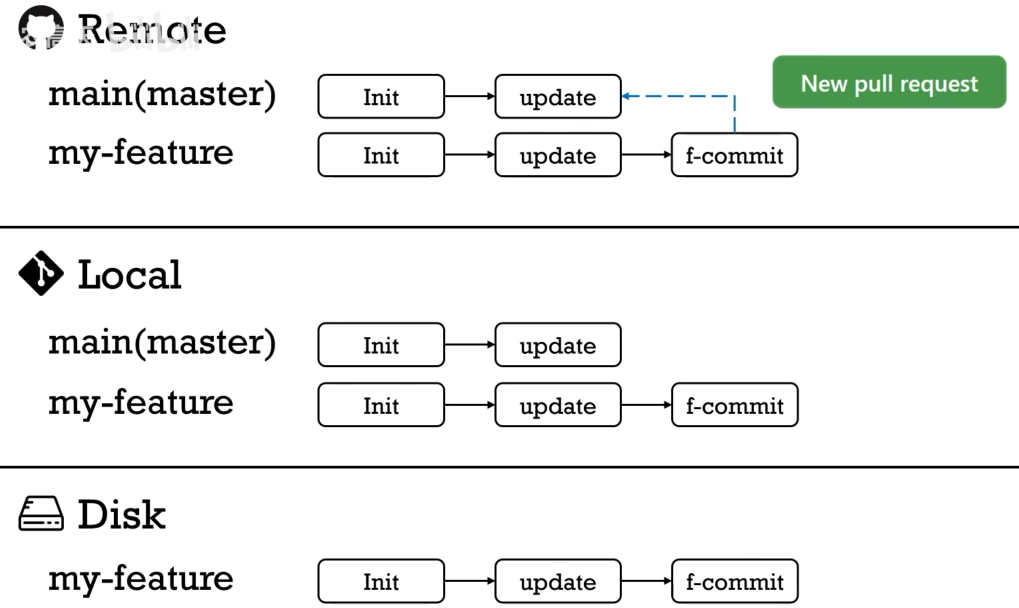 Remote
main(master) Init update New pull request
my-feature Init update f-commit
Local
main(master) Init update
my-feature Init update f-commit
Disk
my-feature Init update f-commit